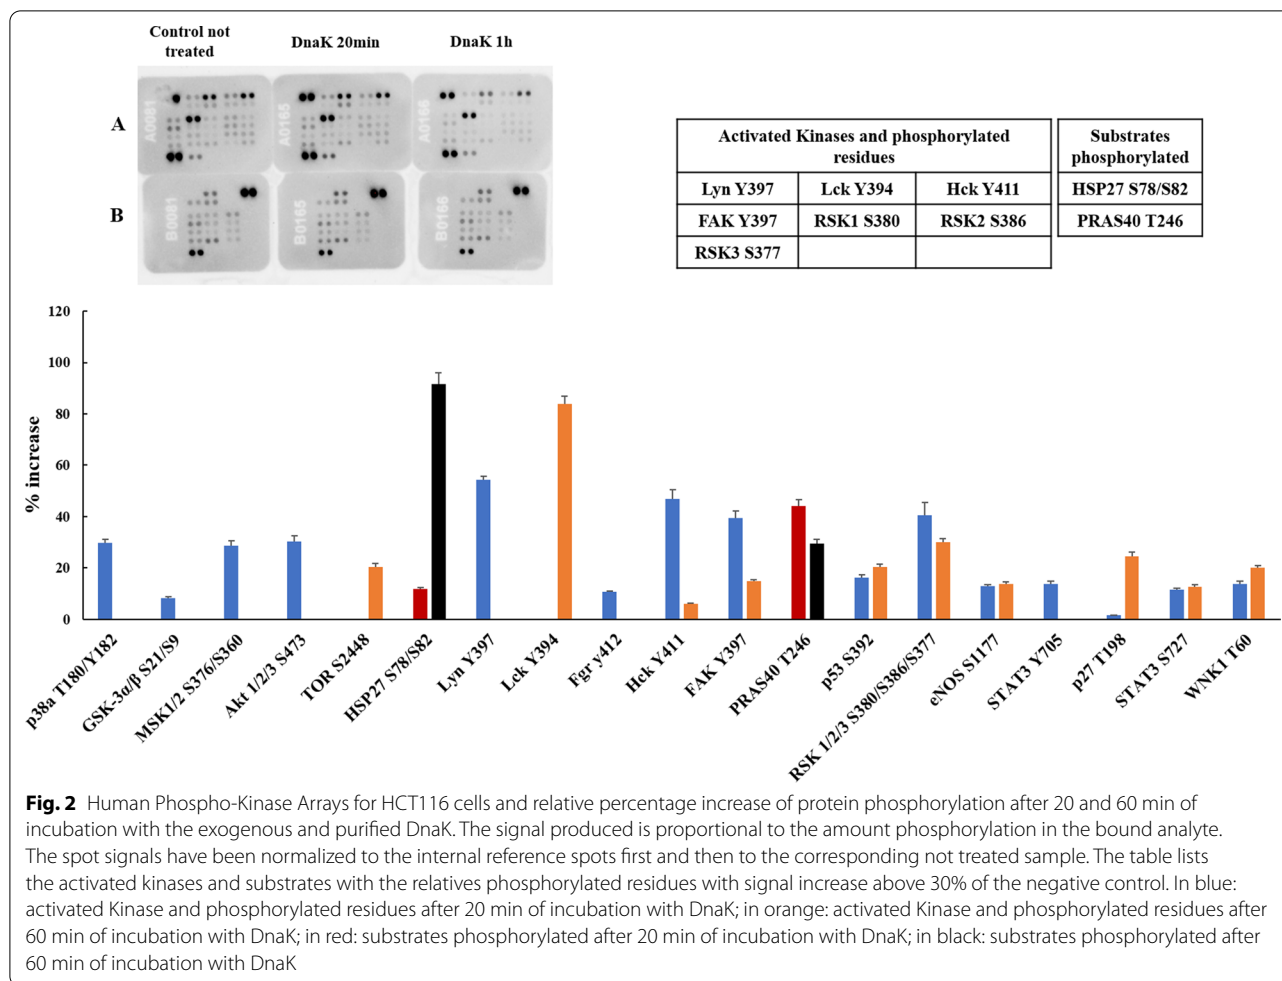 Control not
treated
DnaK 20min
DnaK 1h
A
A0081
A0165
A0166
B
B0081
B0165
B0166
Activated Kinases and phosphorylated
residues
Substrates
phosphorylated
Lyn Y397
Lck Y394
Hck Y411
HSP27 S78/S82
FAK Y397
RSK1 S380
RSK2 S386
PRAS40 T246
RSK3 S377
% increase
120
100
80
60
40
20
0
p38a T180/Y182
GSK-3α/β S21/S9
MSK1/2 S376/S360
Akt 1/2/3 S473
TOR S2448
HSP27 S78/S82
Lyn Y397
Lck Y394
Fgr y412
Hck Y411
FAK Y397
PRAS40 T246
p53 S392
RSK 1/2/3 S380/S386/S377
eNOS S1177
STAT3 Y705
p27 T198
STAT3 S727
WNK1 T60
Fig. 2 Human Phospho-Kinase Arrays for HCT116 cells and relative percentage increase of protein phosphorylation after 20 and 60 min of
incubation with the exogenous and purified DnaK. The signal produced is proportional to the amount phosphorylation in the bound analyte.
The spot signals have been normalized to the internal reference spots first and then to the corresponding not treated sample. The table lists
the activated kinases and substrates with the relatives phosphorylated residues with signal increase above 30% of the negative control. In blue:
activated Kinase and phosphorylated residues after 20 min of incubation with DnaK; in orange: activated Kinase and phosphorylated residues after
60 min of incubation with DnaK; in red: substrates phosphorylated after 20 min of incubation with DnaK; in black: substrates phosphorylated after
60 min of incubation with DnaK